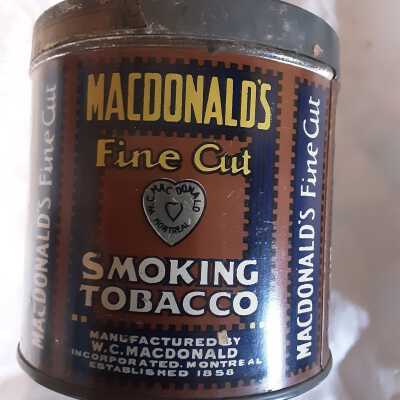 MACDONALD'S
Fine Cut
W.C. MACDONALD
MONTREAL
SMOKING
TOBACCO
MANUFACTURED BY
W.C. MACDONALD
INCORPORATED. MONTREAL
ESTABLISHED 1858
MACDONALD'S Fine Cut
MACDONALD'S Fine Cut